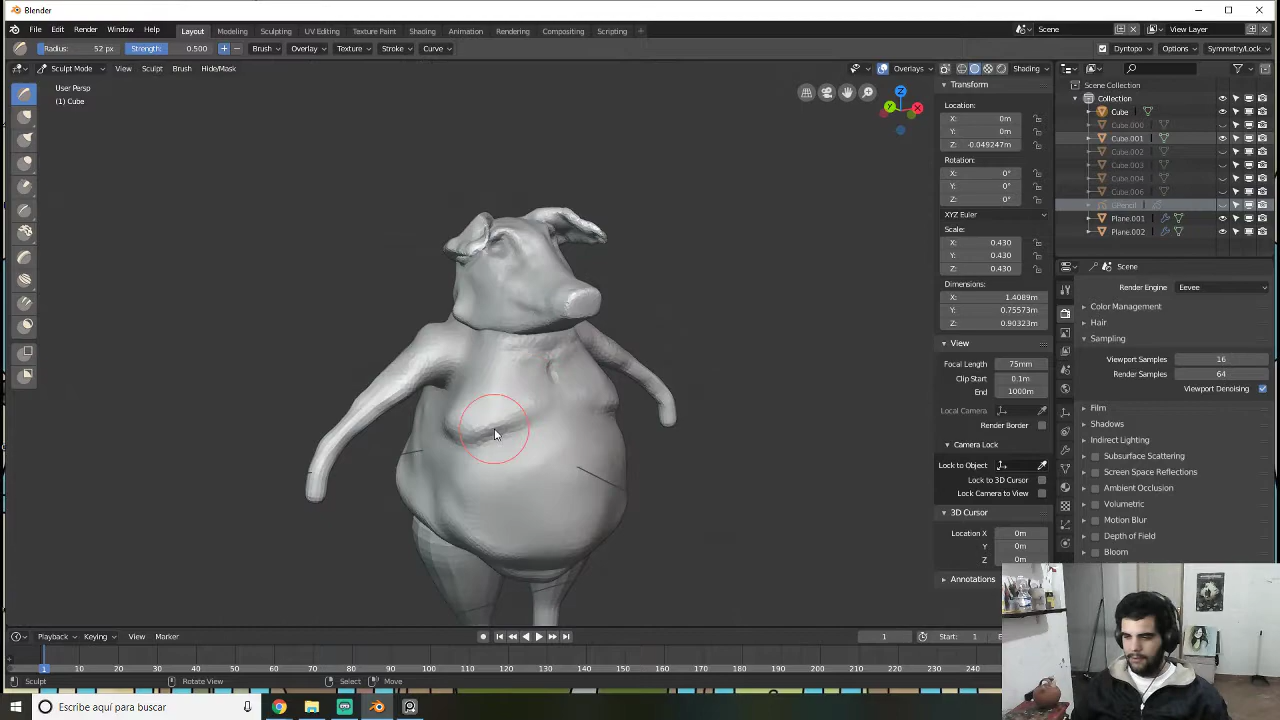 Blender
File Edit Render Window Help Layout Modeling Sculpting UV Editing Texture Paint Shading Animation Rendering Compositing Scripting + Scene View Layer
Radius: 52 px Strength: 0.500 Brush Overlay Texture Stroke Curve Dyntopo Options Symmetry/Lock
Sculpt Mode View Sculpt Brush Hide/Mask Overlays Shading
User Persp
(1) Cube
Z
Y
X
Transform
Location:
X: 0m
Y: 0m
Z: -0.049247m
Rotation:
X: 0°
Y: 0°
Z: 0°
XYZ Euler
Scale:
X: 0.430
Y: 0.430
Z: 0.430
Dimensions:
X: 1.4089m
Y: 0.75573m
Z: 0.90323m
View
Focal Length 75mm
Clip Start 0.1m
End 1000m
Local Camera
Render Border
Camera Lock
Lock to Object
Lock to 3D Cursor
Lock Camera to View
3D Cursor
Location X 0m
Y 0m
Z 0m
Annotations
Scene Collection
Collection
Cube
Cube.000
Cube.001
Cube.002
Cube.003
Cube.004
Cube.006
GPencil
Plane.001
Plane.002
Scene
Render Engine Eevee
Color Management
Hair
Sampling
Viewport Samples 16
Render Samples 64
Viewport Denoising
Film
Shadows
Indirect Lighting
Subsurface Scattering
Screen Space Reflections
Ambient Occlusion
Volumetric
Motion Blur
Depth of Field
Bloom
Playback Keying View Marker 1 Start: 1
1 10 20 30 40 50 60 70 80 90 100 110 120 130 140 150 160 170 180 190 200 210 220 230 240
Sculpt Rotate View Select Move
Escribe aquí para buscar